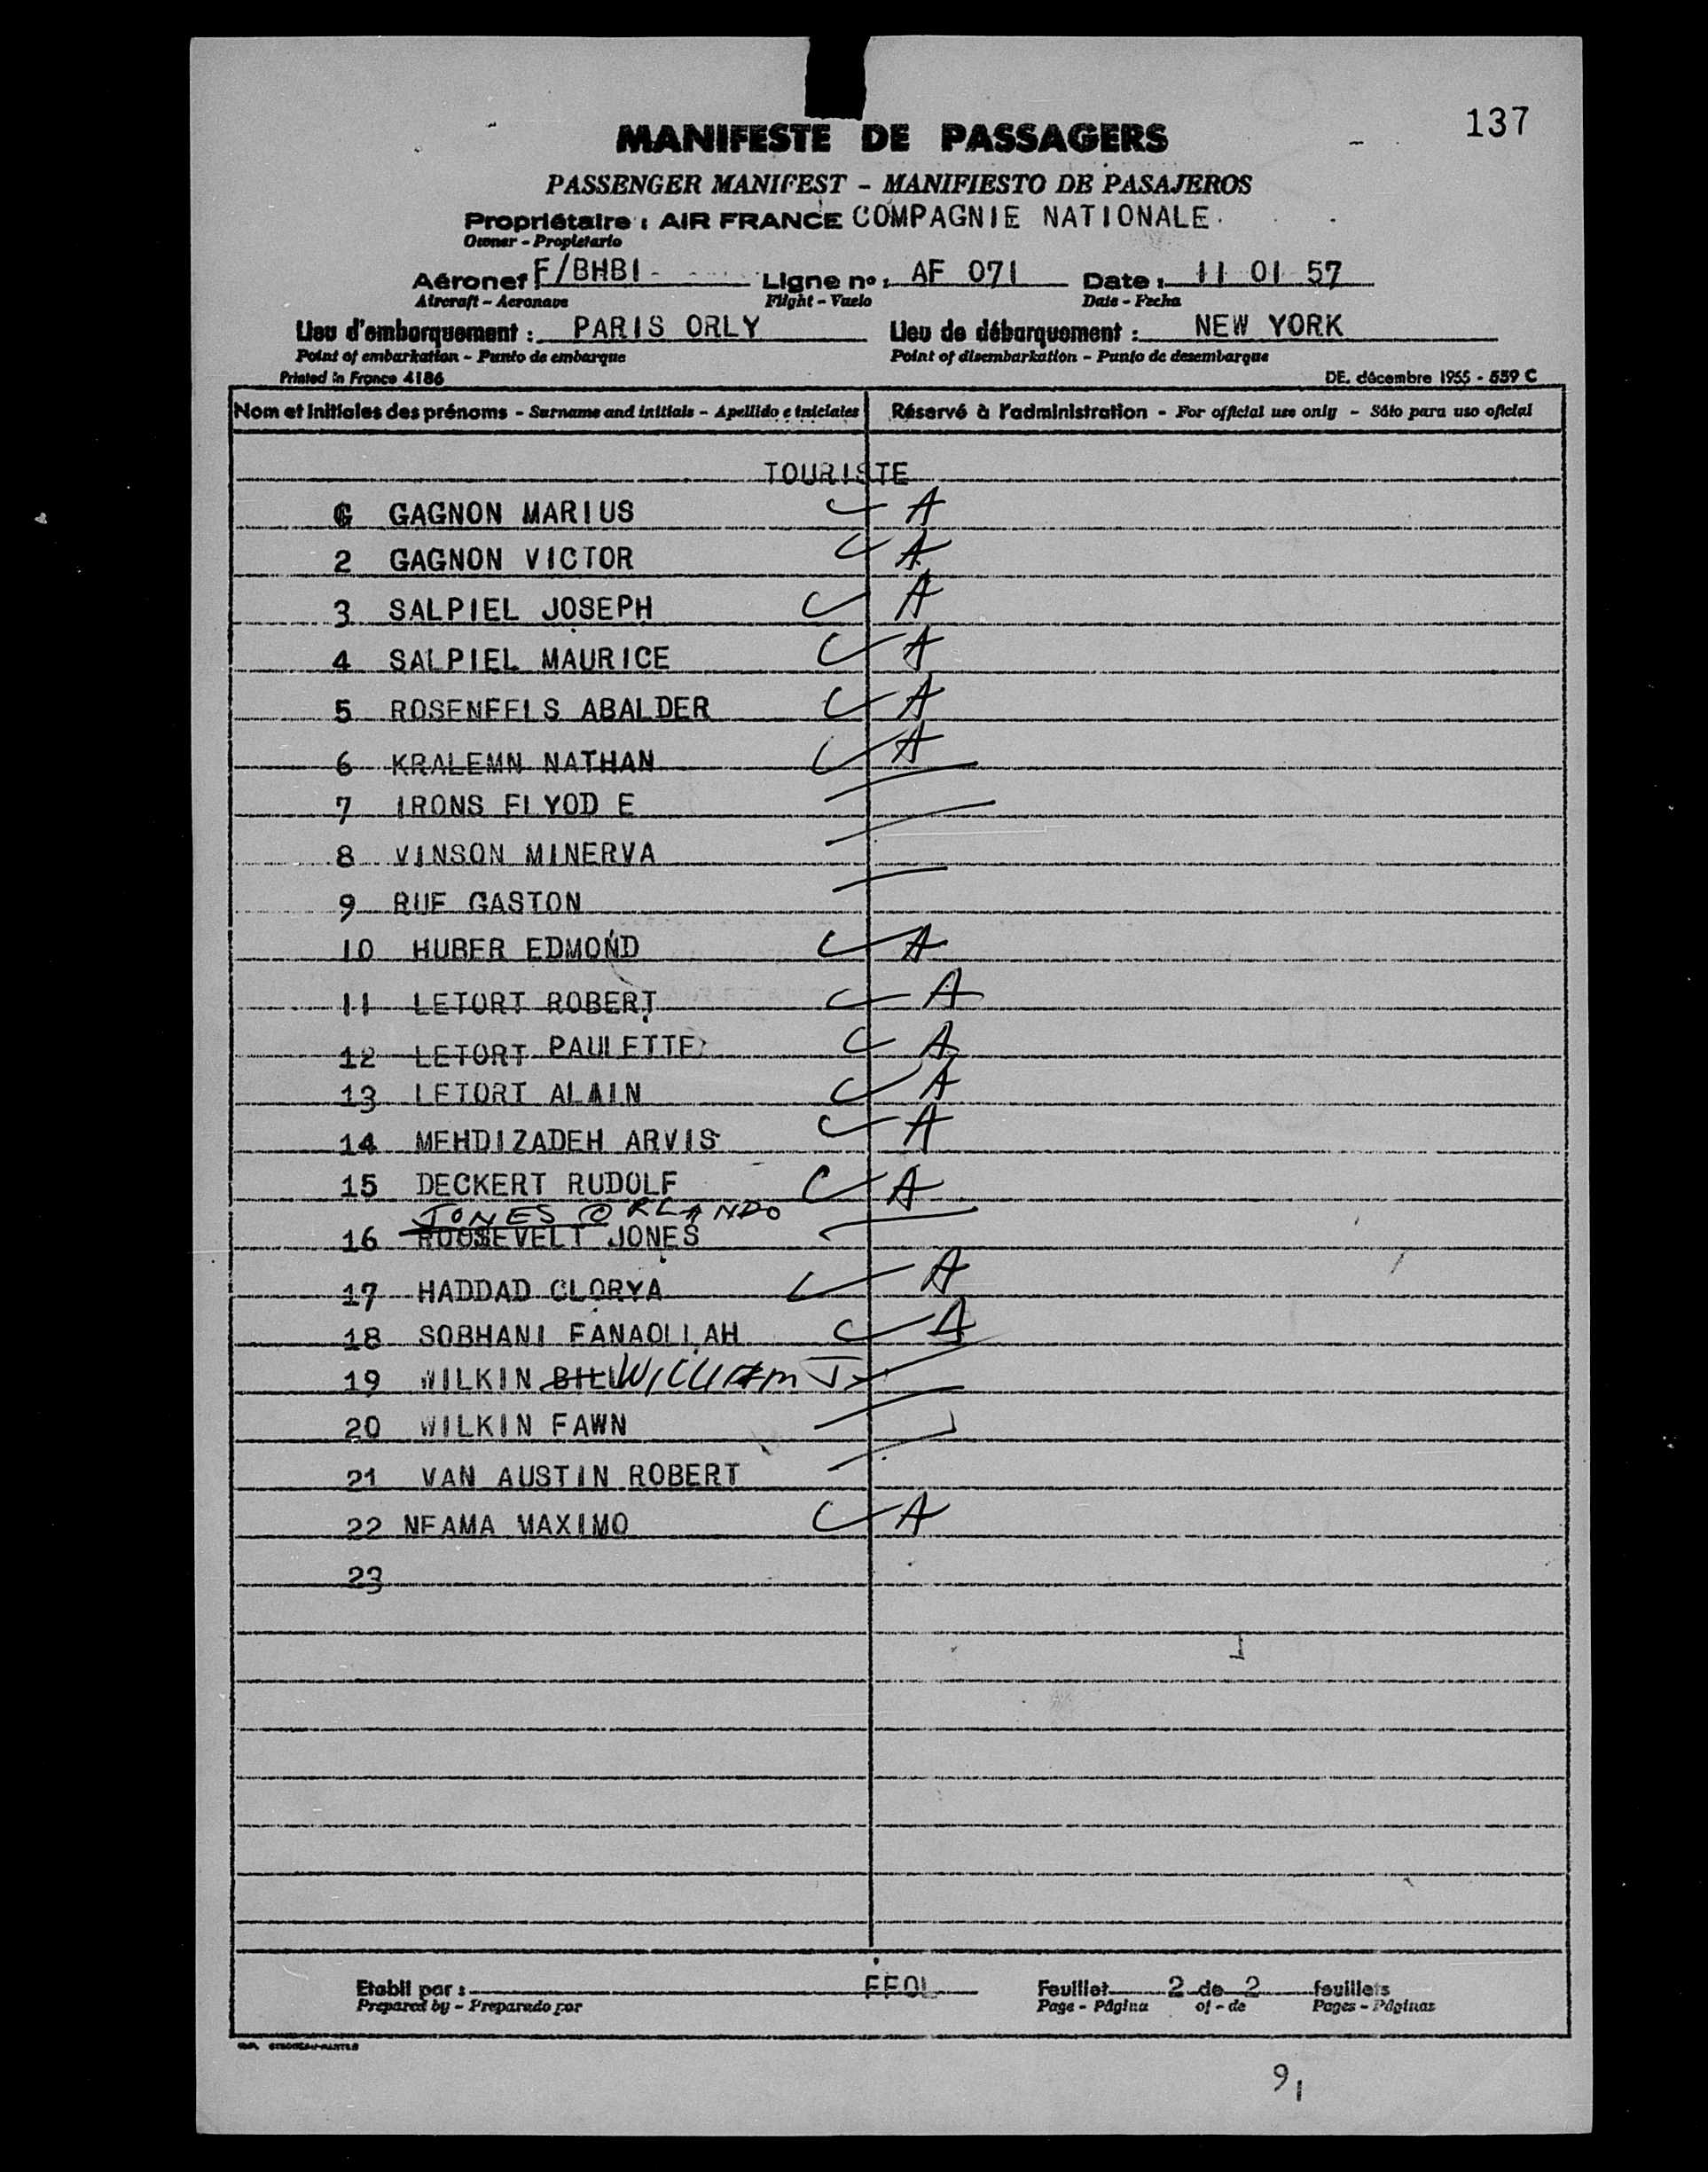 137
MANIFESTE DE PASSAGERS
PASSENGER MANIFEST - MANIFIESTO DE PASAJEROS
Propriétaire : AIR FRANCE COMPAGNIE NATIONALE
Owner - Propietario
Aéronef F/BHBI Ligne nº : AF 071 Date : 11 01 57
Aircraft - Aeronave Flight - Vuelo Date - Fecha
Lieu d'embarquement : PARIS ORLY Lieu de débarquement : NEW YORK
Point of embarkation - Punto de embarque Point of disembarkation - Punto de desembarque
Printed in France 4186 DE. décembre 1955 - 559 C
Nom et initiales des prénoms - Surname and initials - Apellido e iniciales Réservé à l'administration - For official use only - Sólo para uso oficial
TOURISTE
GAGNON MARIUS A
2 GAGNON VICTOR A
3 SALPIEL JOSEPH A
4 SALPIEL MAURICE A
5 ROSENFELS ABALDER A
6 KRALEMN NATHAN A
7 IRONS FLYOD E
8 VINSON MINERVA
9 RUE GASTON
10 HUBER EDMOND A
11 LETORT ROBERT A
12 LETORT PAULETTE A
13 LETORT ALAIN A
14 MEHDIZADEH ARVIS A
15 DECKERT RUDOLF A
JONES ORLANDO
16 ROOSEVELT JONES
17 HADDAD CLORYA A
18 SOBHANI FANAOLLAH A
19 WILKIN BILL WILLIAM J
20 WILKIN FAWN
21 VAN AUSTIN ROBERT
22 NEAMA MAXIMO A
23
Etabli par : FFOL Feuillet 2 de 2 feuillets
Prepared by - Preparado por Page - Página of - de Pages - Páginas
91